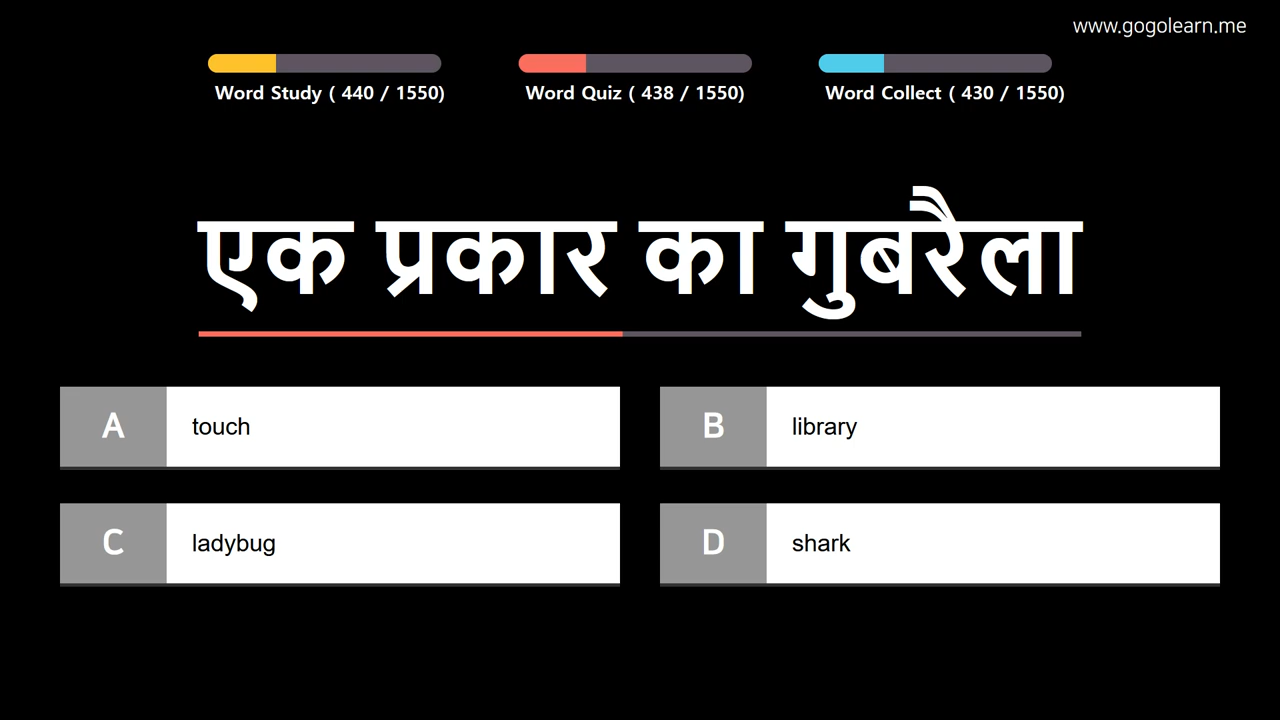 www.gogolearn.me
Word Study ( 440 / 1550)
Word Quiz ( 438 / 1550)
Word Collect ( 430 / 1550)
एक प्रकार का गुबरैला
A touch
B library
C ladybug
D shark